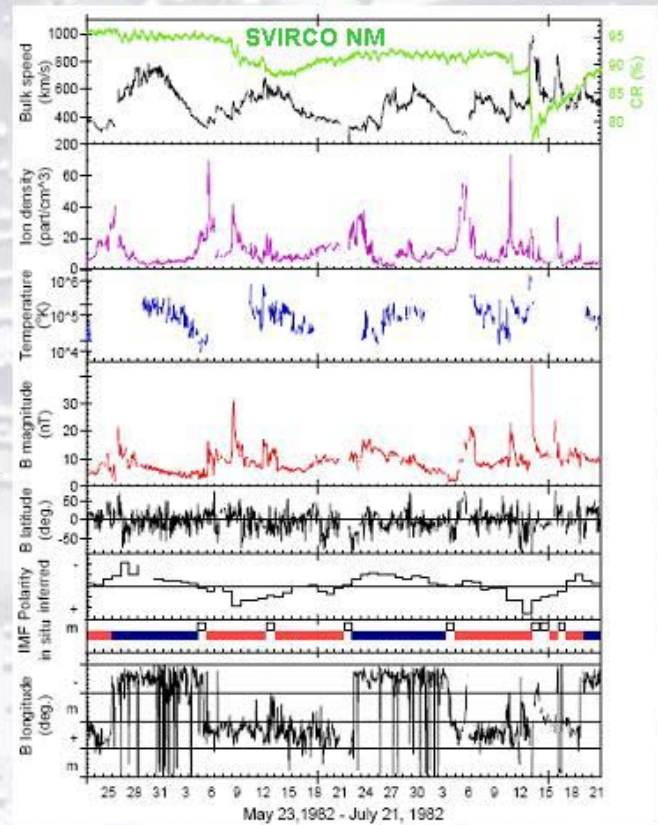 SVIRCO NM
Bulk speed
(km/s)
1000
800
600
400
200
95
90
85
80
CR (%)
Ion density
(part/cm^3)
60
40
20
0
Temperature
(°K)
10^6
10^5
10^4
B magnitude
(nT)
30
20
10
0
B latitude
(deg.)
50
0
-50
IMF Polarity
in situ inferred
-
+
m
B longitude
(deg.)
-
m
+
m
25 28 31 3 6 9 12 15 18 21 24 27 30 3 6 9 12 15 18 21
May 23,1982 - July 21, 1982